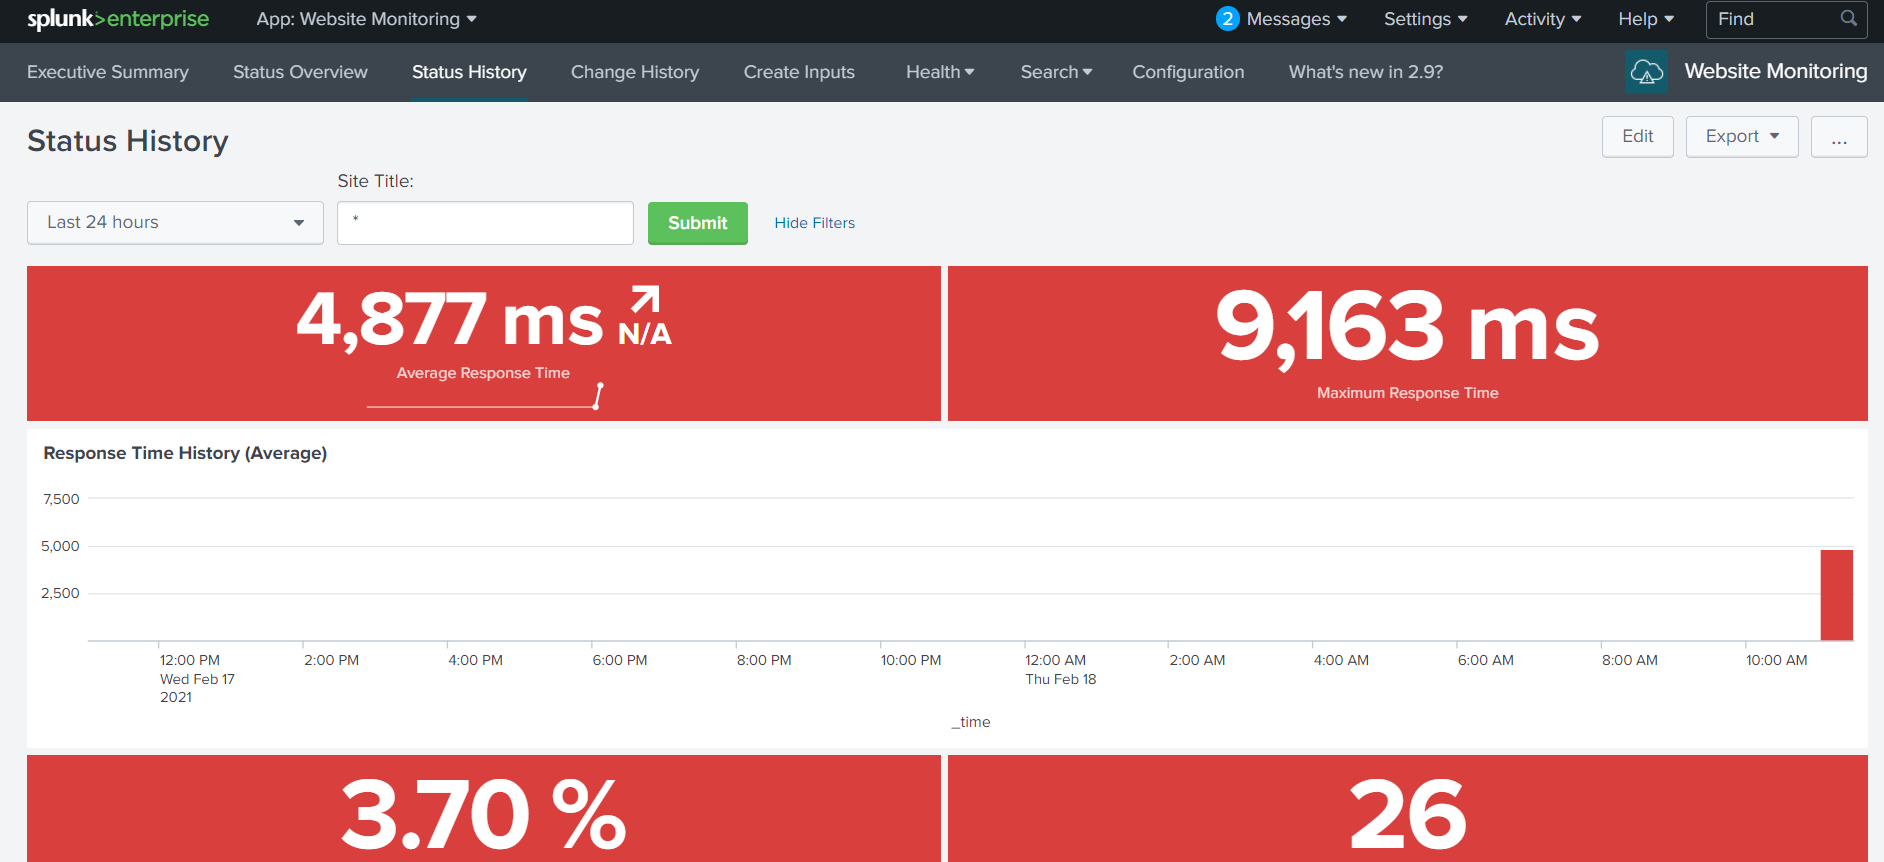 splunk>enterprise App: Website Monitoring 2 Messages Settings Activity Help Find
Executive Summary Status Overview Status History Change History Create Inputs Health Search Configuration What's new in 2.9? Website Monitoring
Status History
Edit Export ...
Site Title:
Last 24 hours * Submit Hide Filters
4,877 ms N/A
Average Response Time
9,163 ms
Maximum Response Time
Response Time History (Average)
7,500
5,000
2,500
12:00 PM 2:00 PM 4:00 PM 6:00 PM 8:00 PM 10:00 PM 12:00 AM 2:00 AM 4:00 AM 6:00 AM 8:00 AM 10:00 AM
Wed Feb 17 Thu Feb 18
2021
_time
3.70 % 26